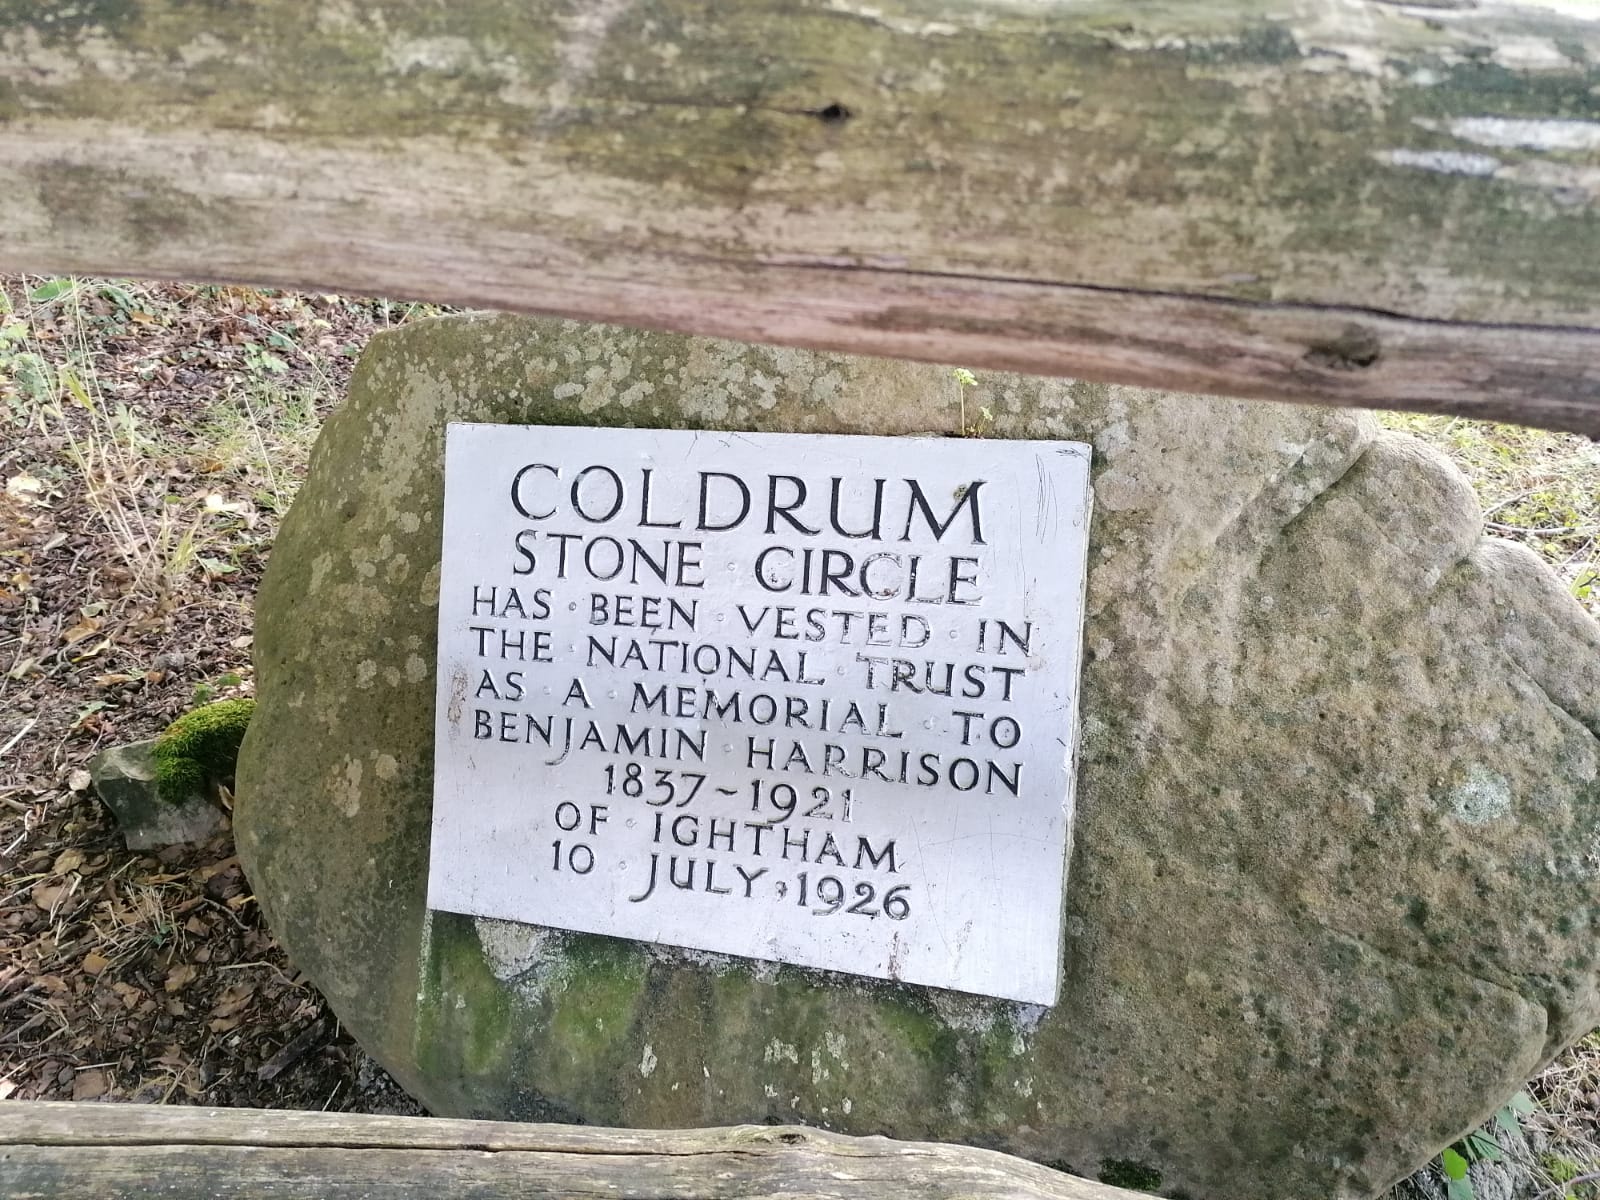 COLDRUM
STONE CIRCLE
HAS · BEEN · VESTED · IN
THE · NATIONAL · TRUST
AS · A · MEMORIAL · TO
BENJAMIN · HARRISON
1837~1921
OF · IGHTHAM
10 · JULY, 1926